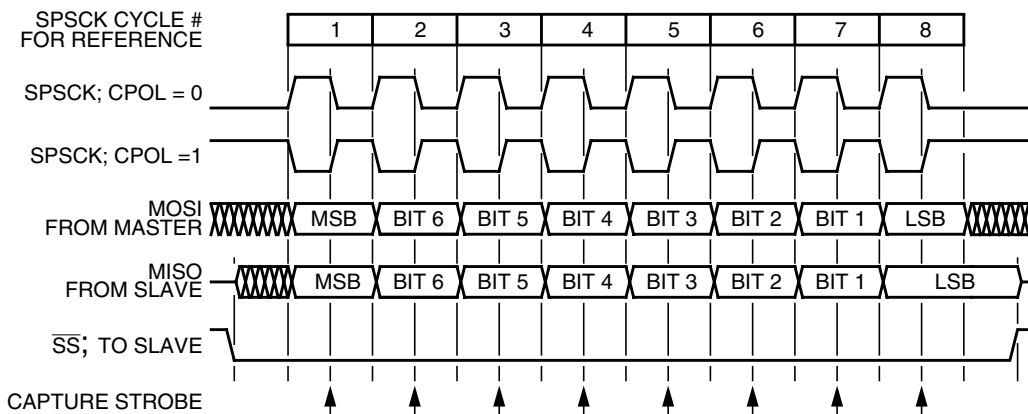 SPSCK CYCLE #
FOR REFERENCE
1 2 3 4 5 6 7 8
SPSCK; CPOL = 0
SPSCK; CPOL =1
MOSI
FROM MASTER
MSB BIT 6 BIT 5 BIT 4 BIT 3 BIT 2 BIT 1 LSB
MISO
FROM SLAVE
MSB BIT 6 BIT 5 BIT 4 BIT 3 BIT 2 BIT 1 LSB
SS; TO SLAVE
CAPTURE STROBE